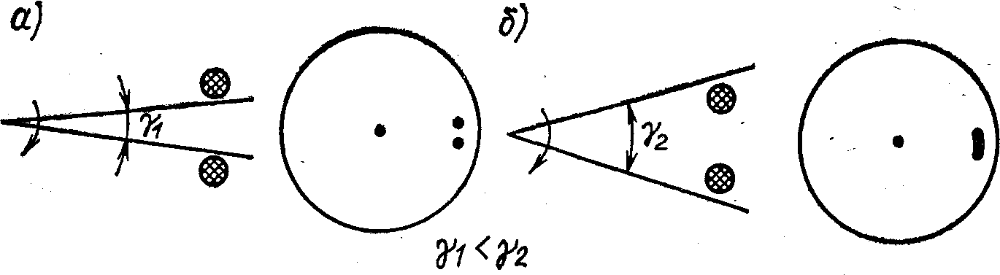 а) б)
γ1 γ2
γ1 < γ2